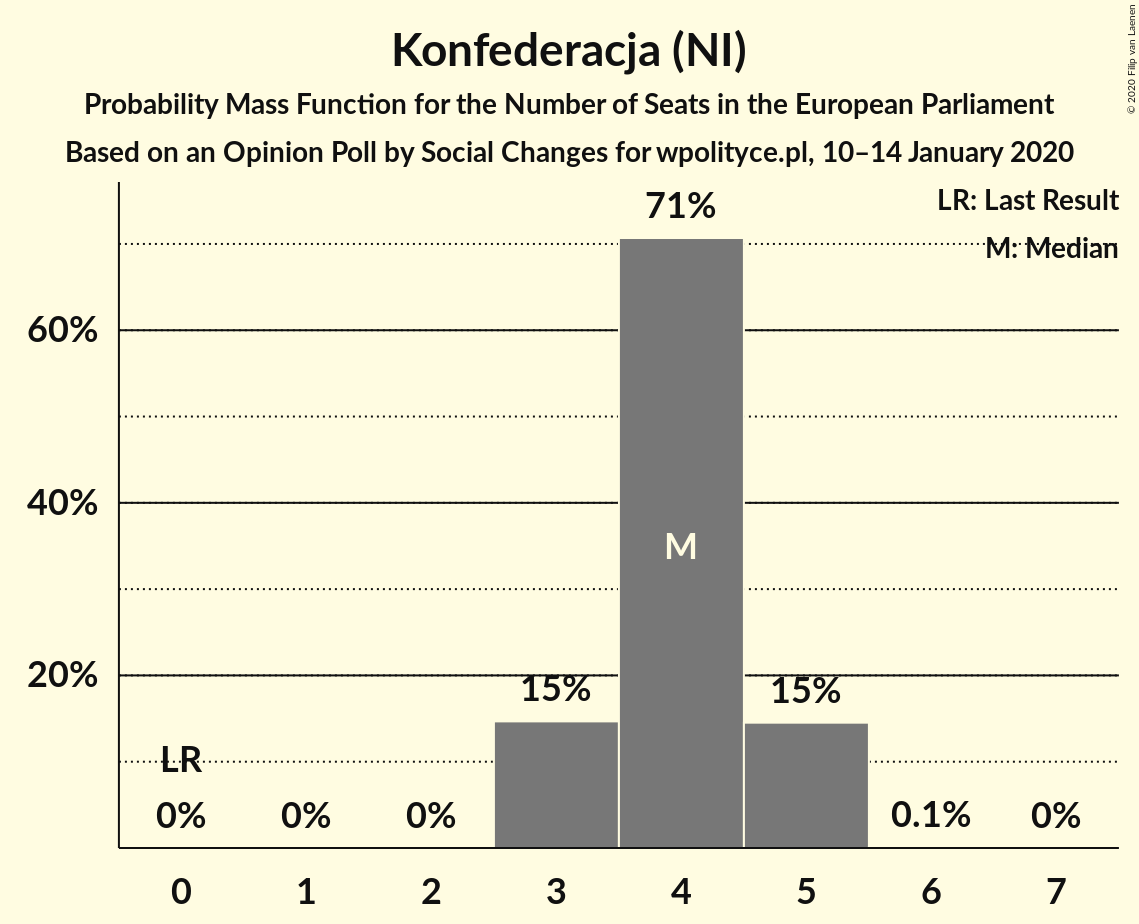 Konfederacja (NI)
Probability Mass Function for the Number of Seats in the European Parliament
Based on an Opinion Poll by Social Changes for wpolityce.pl, 10–14 January 2020
© 2020 Filip van Laenen
LR: Last Result
M: Median
71%
60%
40%
M
20%
15%
15%
LR
0%
0%
0%
0.1%
0%
0
1
2
3
4
5
6
7